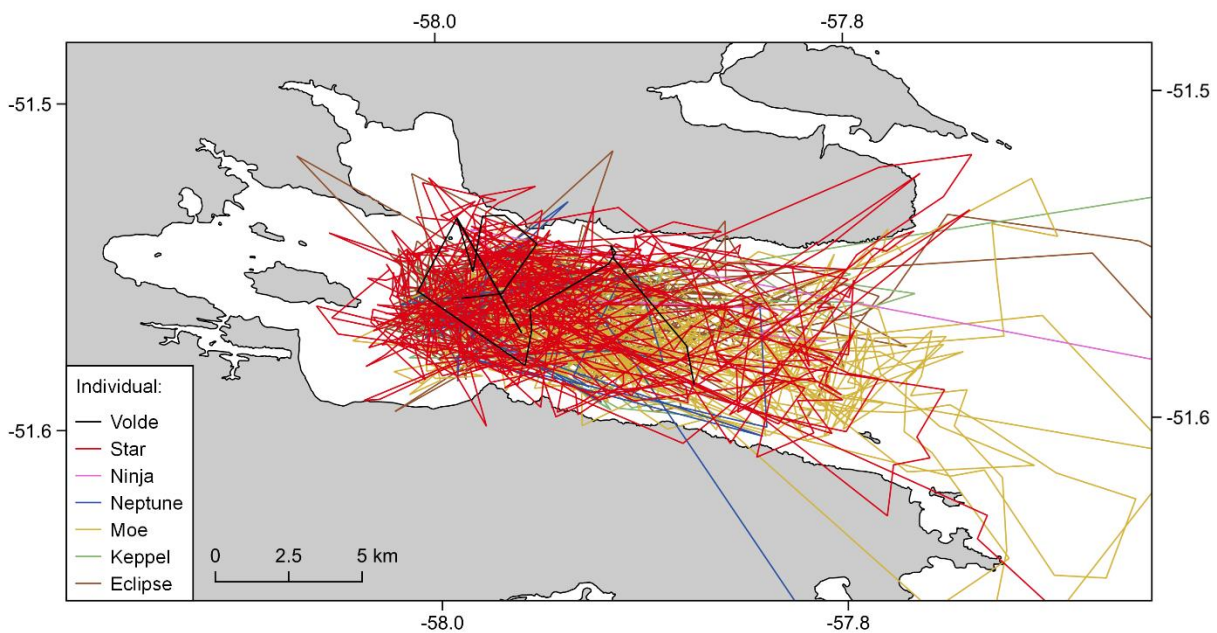 -58.0 -57.8
-51.5 -51.5
Individual:
Volde
Star
Ninja
Neptune
Moe
Keppel
Eclipse
-51.6 -51.6
0 2.5 5 km
-58.0 -57.8